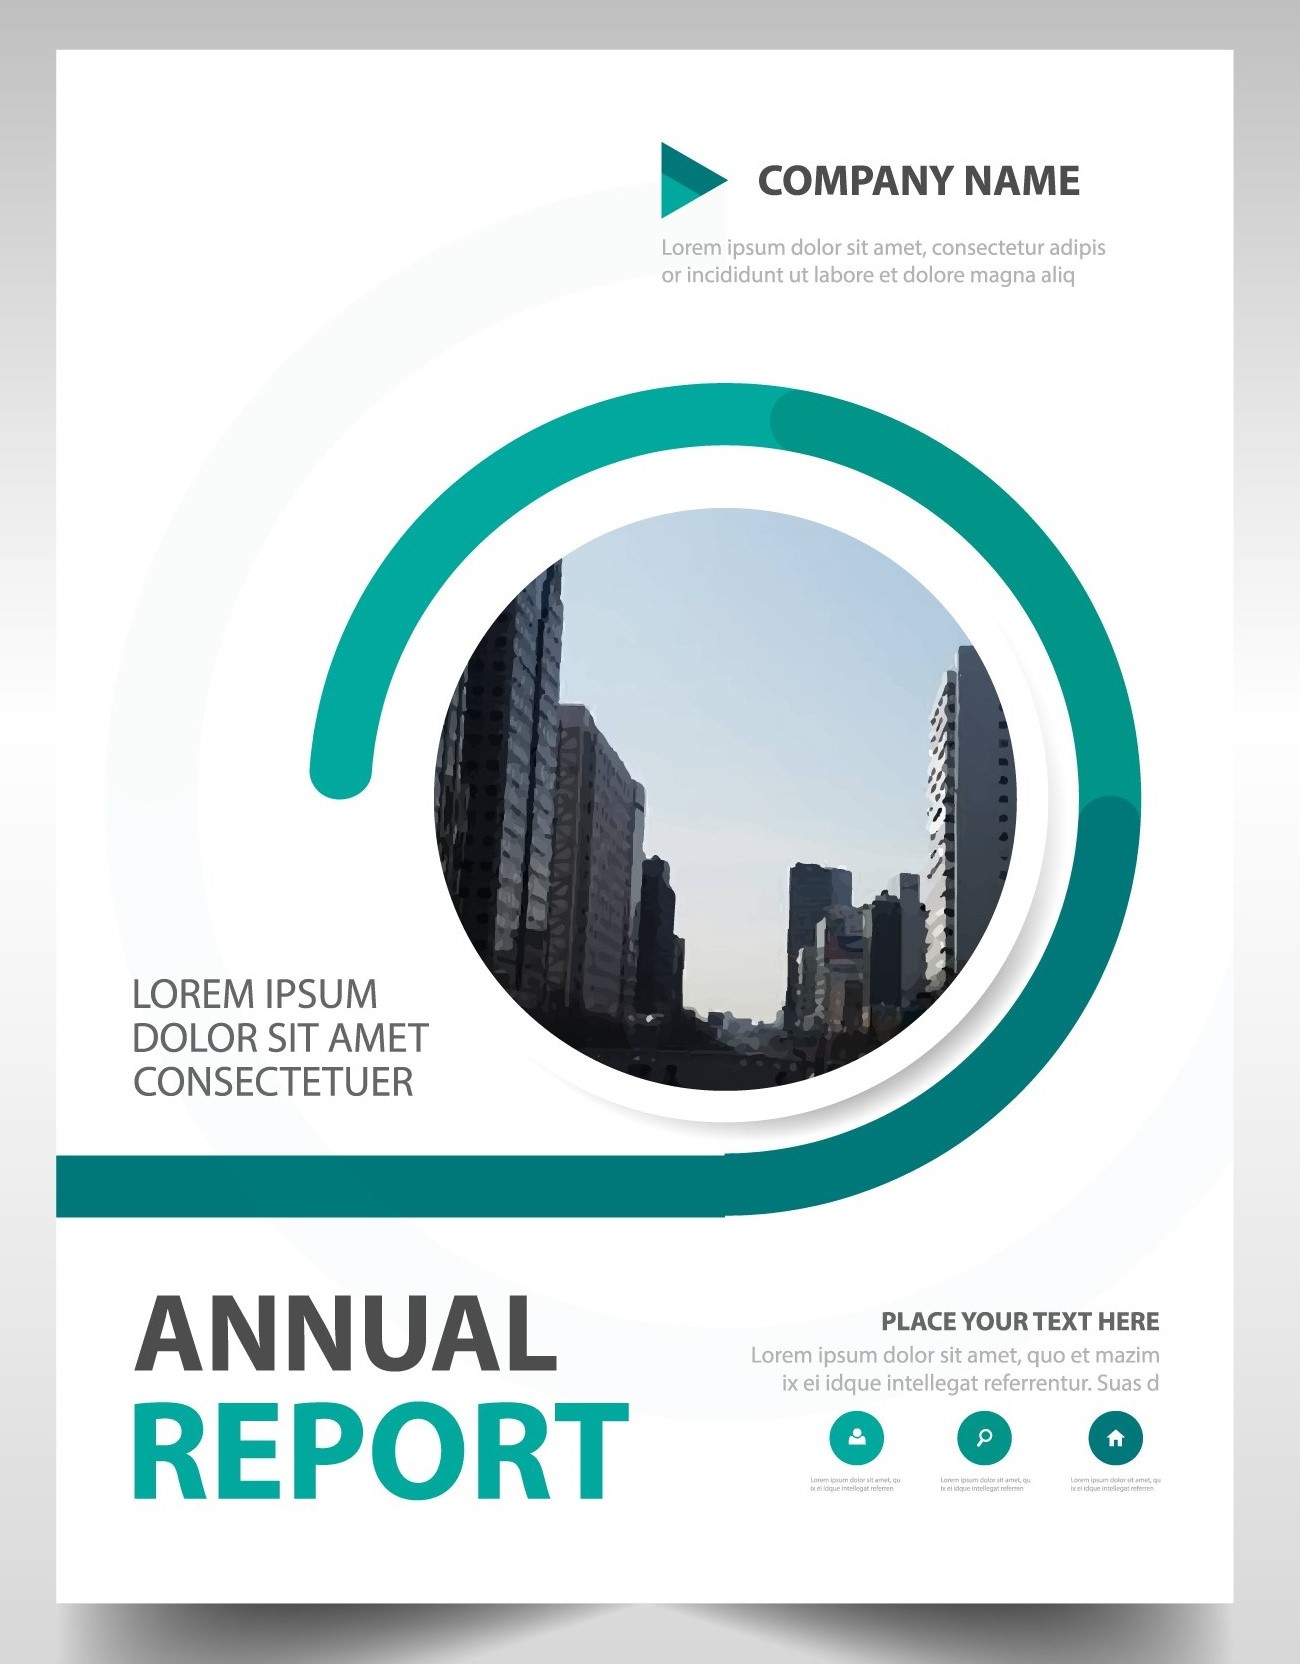 COMPANY NAME
Lorem ipsum dolor sit amet, consectetur adipis
or incididunt ut labore et dolore magna aliq
LOREM IPSUM
DOLOR SIT AMET
CONSECTETUER
ANNUAL
REPORT
PLACE YOUR TEXT HERE
Lorem ipsum dolor sit amet, quo et mazim
ix ei idque intellegat referrentur. Suas d
Lorem ipsum dolor sit amet, qu
ix ei idque intellegat referren
Lorem ipsum dolor sit amet, qu
ix ei idque intellegat referren
Lorem ipsum dolor sit amet, qu
ix ei idque intellegat referren